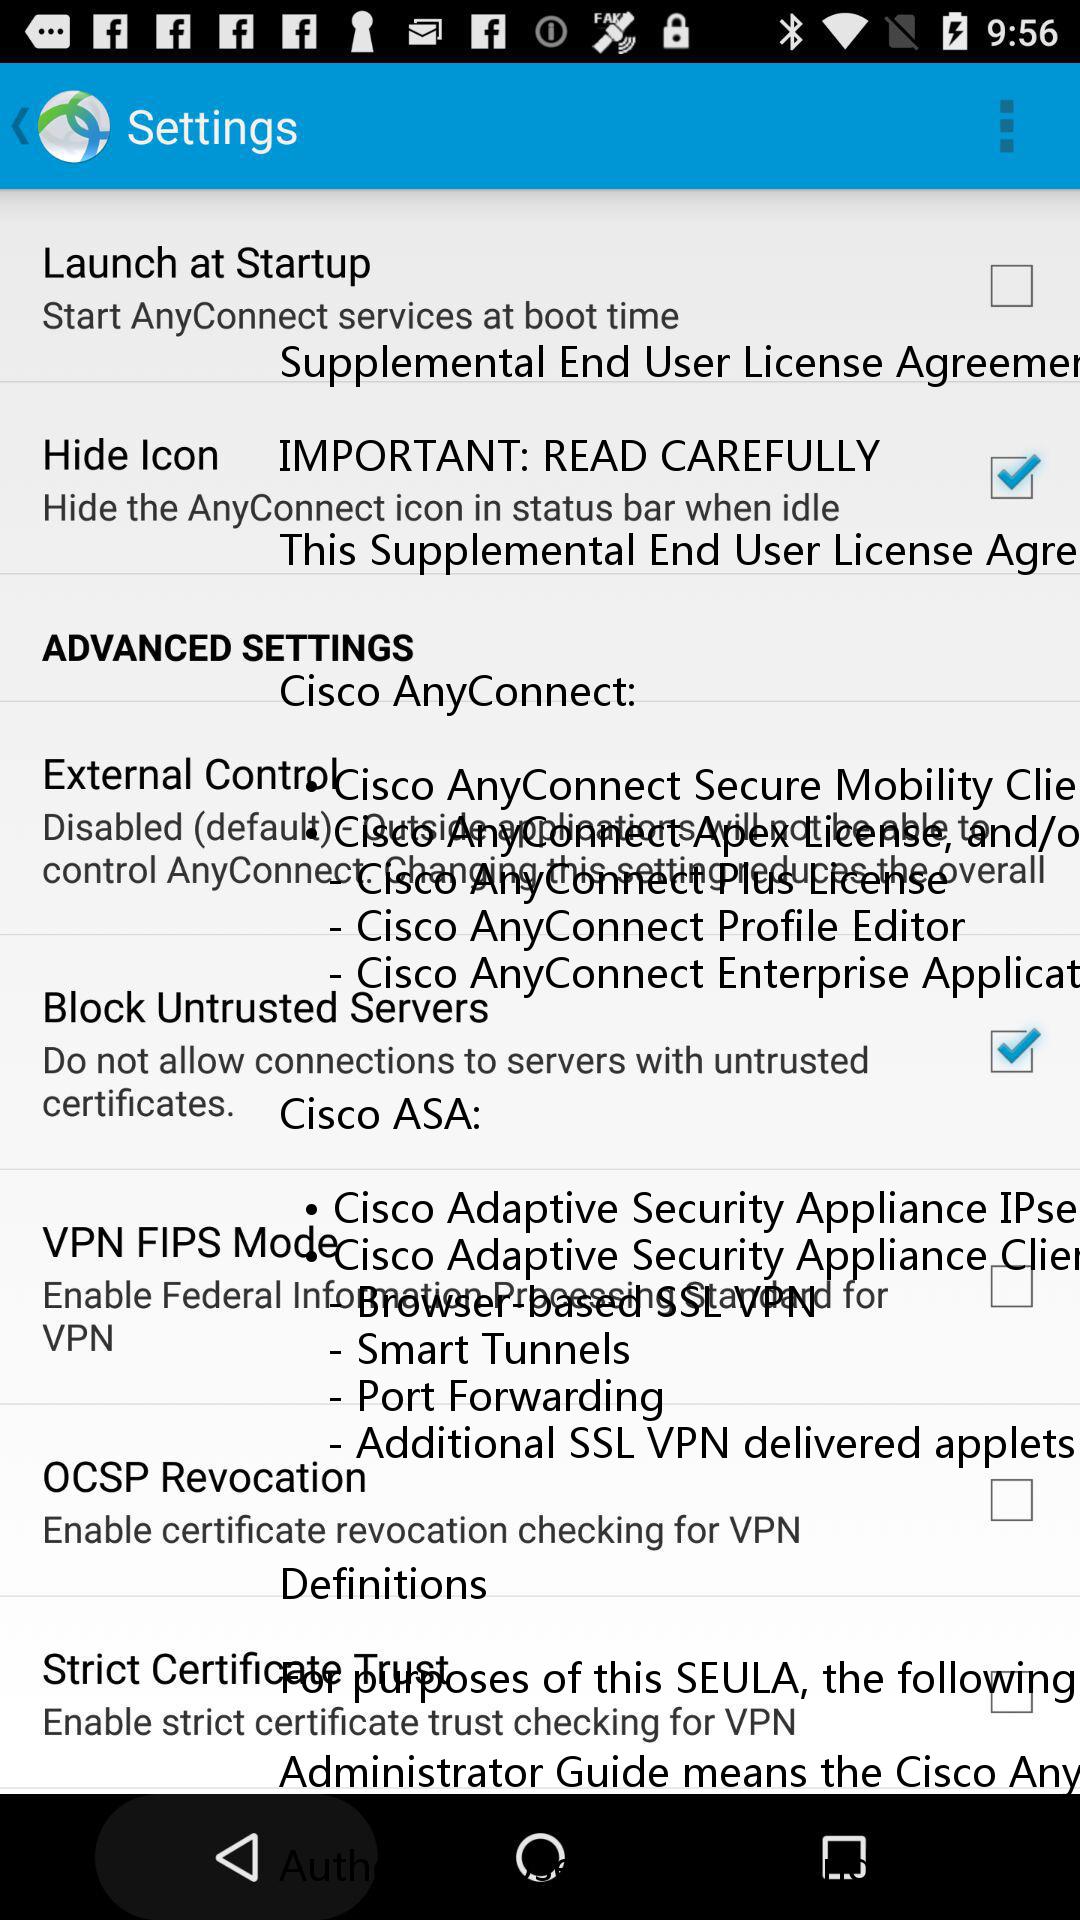 FAKE
9:56
Settings
Launch at Startup
Start AnyConnect services at boot time
Supplemental End User License
Hide Icon
IMPORTANT: READ CAREFULLY
Hide the AnyConnect icon in status bar when idle
This Supplemental End User License
ADVANCED SETTINGS
Cisco AnyConnect:
External Control
• Cisco AnyConnect Secure Mobility
Disabled (default) - Outside applications will not be able to
• Cisco AnyConnect Apex License, and/o
control AnyConnect. Changing this setting reduces the overall
- Cisco AnyConnect Plus License
- Cisco AnyConnect Profile Editor
- Cisco AnyConnect Enterprise
Block Untrusted Servers
Do not allow connections to servers with untrusted
certificates.
Cisco ASA:
• Cisco Adaptive Security Appliance
VPN FIPS Mode
• Cisco Adaptive Security Appliance
Enable Federal Information Processing Standard for
- Browser-based SSL VPN
VPN
- Smart Tunnels
- Port Forwarding
- Additional SSL VPN delivered applets
OCSP Revocation
Enable certificate revocation checking for VPN
Definitions
Strict Certificate Trust
For purposes of this SEULA, the following
Enable strict certificate trust checking for VPN
Administrator Guide means the Cisco Any